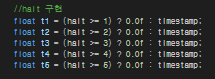 //halt 구현
float t1 = (halt >= 1) ? 0.0f : timestamp;
float t2 = (halt >= 2) ? 0.0f : timestamp;
float t3 = (halt >= 3) ? 0.0f : timestamp;
float t4 = (halt >= 4) ? 0.0f : timestamp;
float t6 = (halt >= 5) ? 0.0f : timestamp;